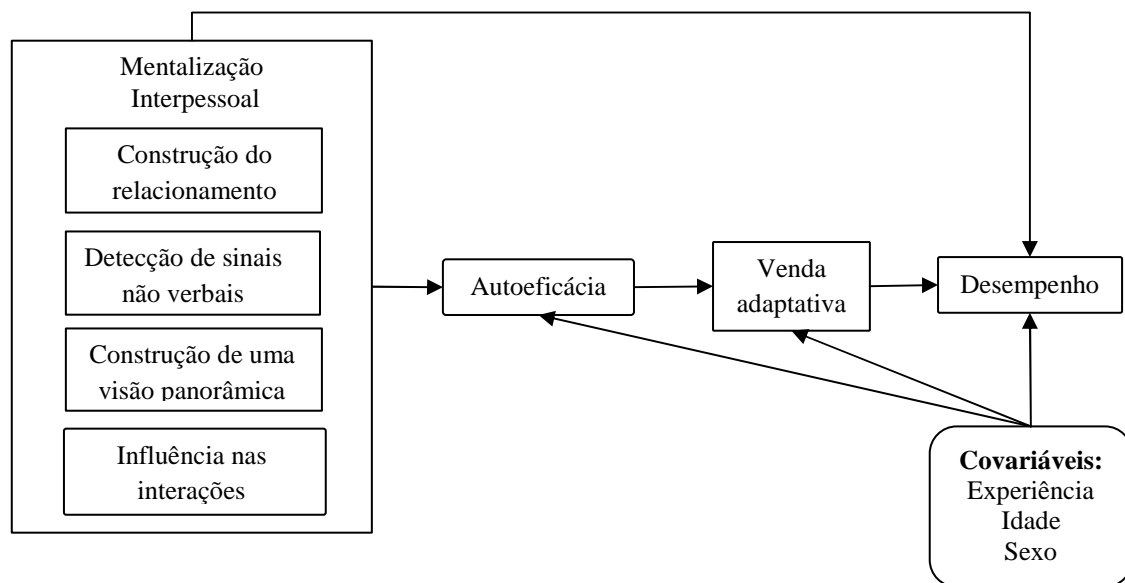 Mentalização
Interpessoal
Construção do
relacionamento
Detecção de sinais
não verbais
Construção de uma
visão panorâmica
Influência nas
interações
Autoeficácia
Venda
adaptativa
Desempenho
Covariáveis:
Experiência
Idade
Sexo